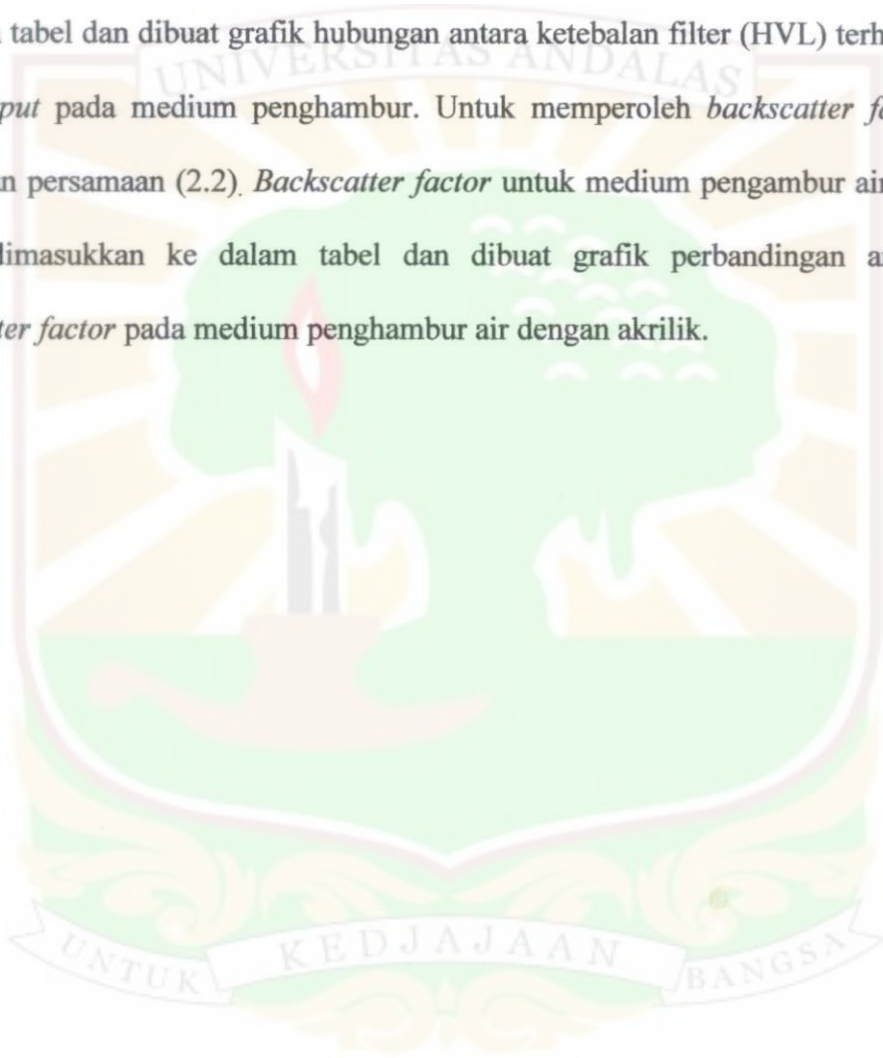 tabel dan dibuat grafik hubungan antara ketebalan filter (HVL) terh
put pada medium penghambur. Untuk memperoleh backscatter fa
n persamaan (2.2). Backscatter factor untuk medium pengambur air
dimasukkan ke dalam tabel dan dibuat grafik perbandingan a
ter factor pada medium penghambur air dengan akrilik.
UNIVERSITAS ANDALAS
UNTUK KEDJAJAAN BANGSA